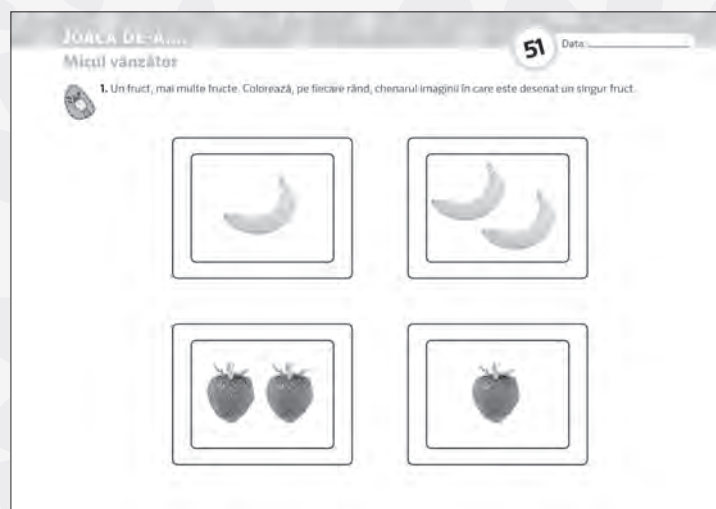 JOACA DE-A....
Micul vânzător
51
Data:
1. Un fruct, mai multe fructe. Colorează, pe fiecare rând, chenarul imaginii în care este desenat un singur fruct.